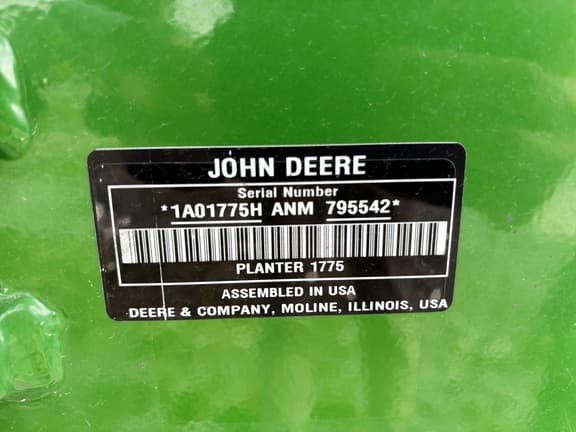 JOHN DEERE
Serial Number
*1A01775H ANM 795542*
PLANTER 1775
ASSEMBLED IN USA
DEERE & COMPANY, MOLINE, ILLINOIS, USA